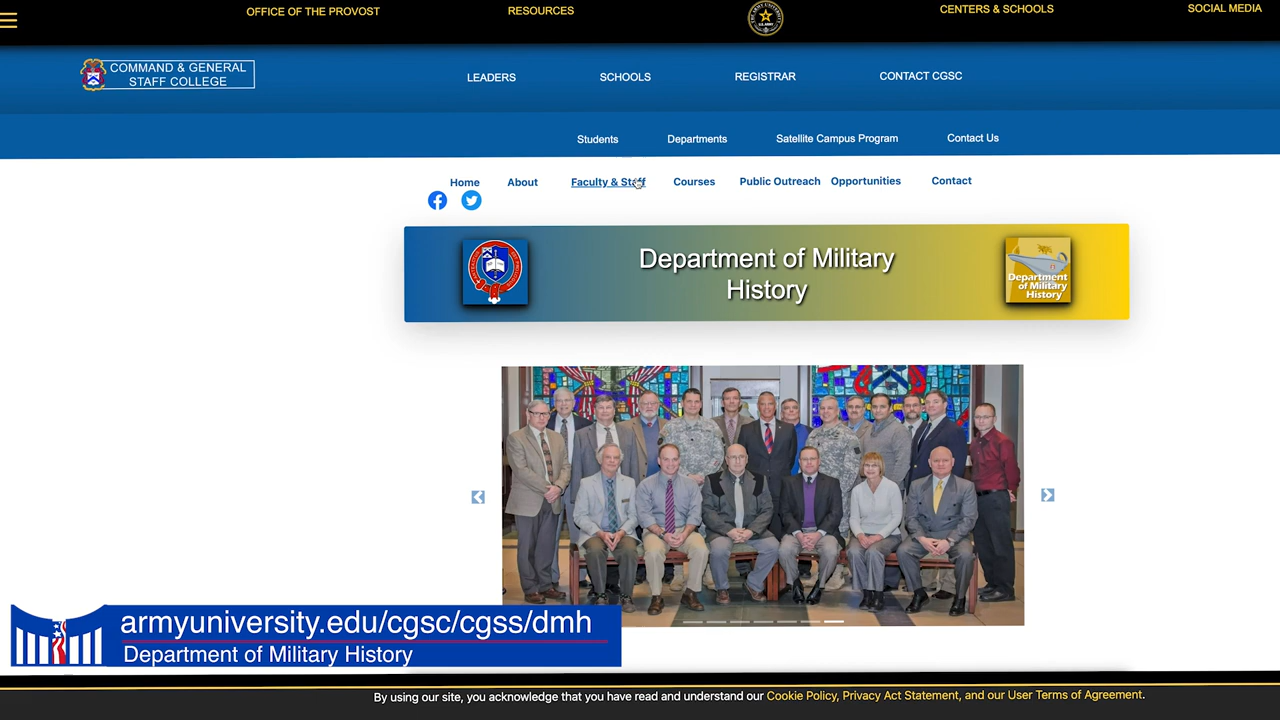 OFFICE OF THE PROVOST
RESOURCES
CENTERS & SCHOOLS
SOCIAL MEDIA
COMMAND & GENERAL
STAFF COLLEGE
LEADERS
SCHOOLS
REGISTRAR
CONTACT CGSC
Students
Departments
Satellite Campus Program
Contact Us
Home
About
Faculty & Staff
Courses
Public Outreach
Opportunities
Contact
Department of Military
History
Department
of Military
History
armyuniversity.edu/cgsc/cgss/dmh
Department of Military History
By using our site, you acknowledge that you have read and understand our Cookie Policy, Privacy Act Statement, and our User Terms of Agreement.